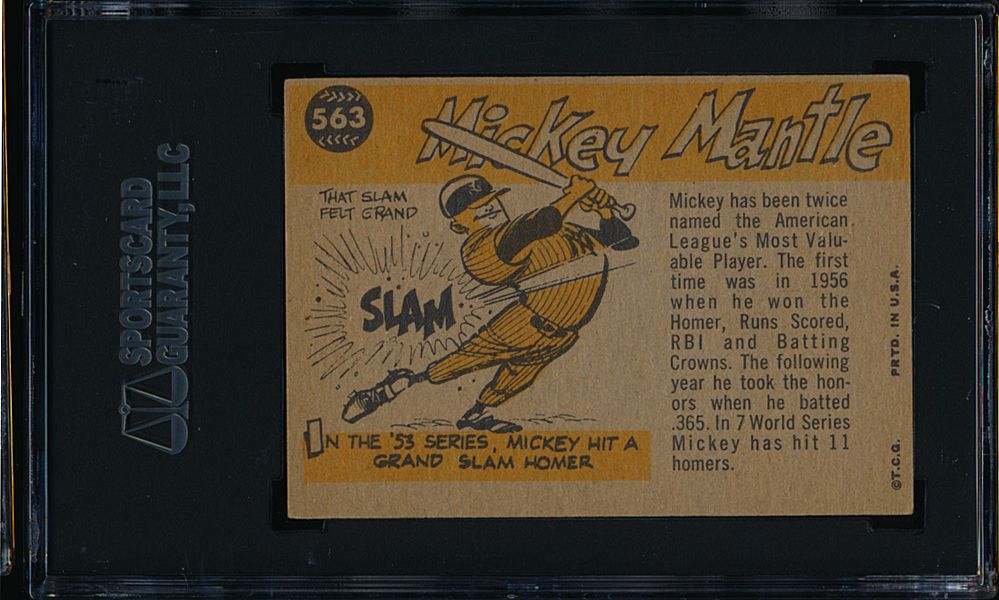 563
Mickey Mantle
THAT SLAM
FELT GRAND
SLAM
IN THE '53 SERIES, MICKEY HIT A
GRAND SLAM HOMER
Mickey has been twice
named the American
League's Most Valu-
able Player. The first
time was in 1956
when he won the
Homer, Runs Scored,
RBI and Batting
Crowns. The following
year he took the hon-
ors when he batted
.365. In 7 World Series
Mickey has hit 11
homers.
©T.C.G. PRTD. IN U.S.A.
SPORTSCARD
GUARANTY, LLC